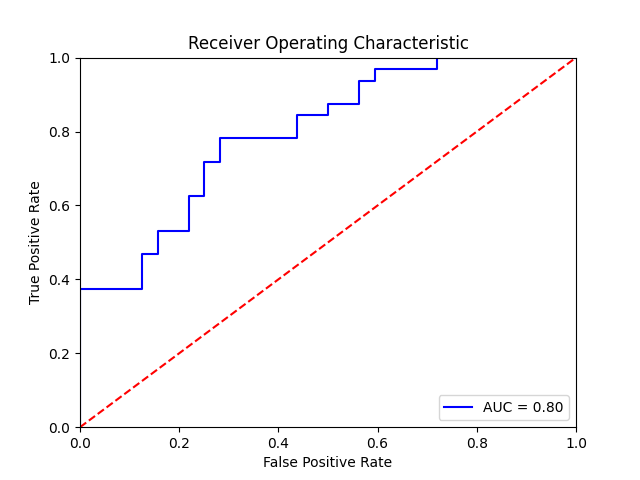 Receiver Operating Characteristic
1.0
0.8
0.6
0.4
0.2
0.0
True Positive Rate
AUC = 0.80
0.0 0.2 0.4 0.6 0.8 1.0
False Positive Rate